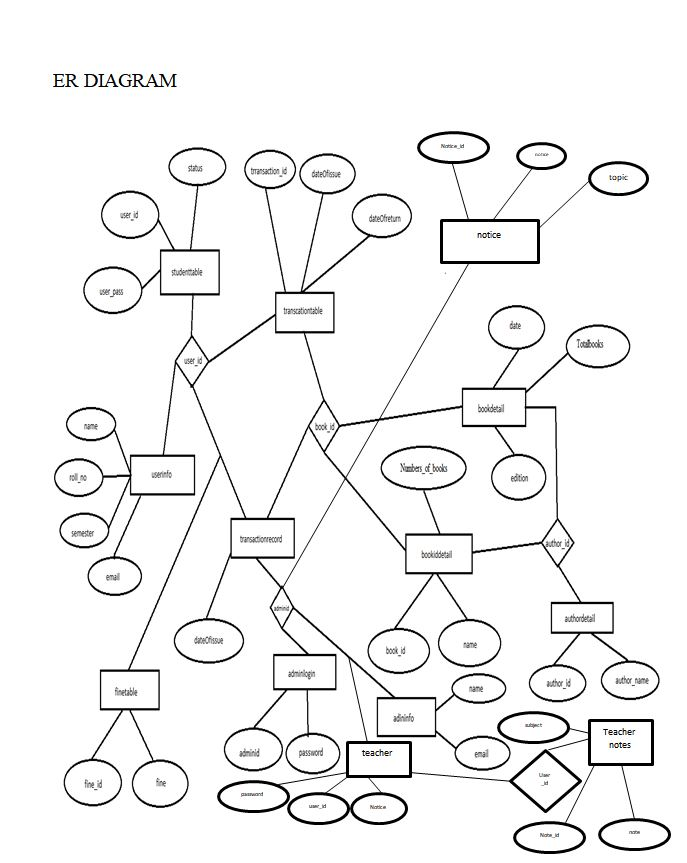 ER DIAGRAM
Notice_id
notice
status
trransaction_id
dateOfissue
topic
user_id
dateOfreturn
notice
studenttable
user_pass
transcationtable
date
Totalbooks
user_id
bookdetail
name
book_id
Numbers_of_books
userinfo
roll_no
edition
semester
transactionrecord
author_id
bookiddetail
email
adminid
authordetail
dateOfissue
book_id
name
adminlogin
author_id
author_name
finetable
name
adininfo
subject
Teacher
notes
adminid
password
teacher
email
fine_id
fine
User
_id
password
user_id
Notice
Note_id
note